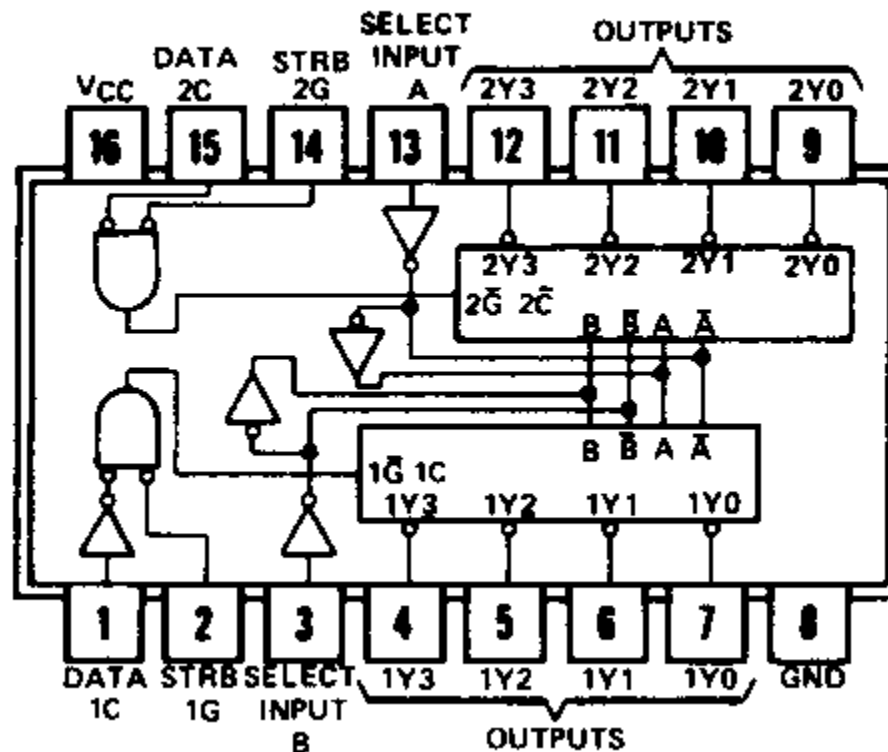 SELECT
INPUT
A
OUTPUTS
VCC
DATA
2C
STRB
2G
2Y3 2Y2 2Y1 2Y0
16 15 14 13 12 11 10 9
2Y3 2Y2 2Y1 2Y0
2G̅ 2C̅
B B̅ A A̅
B B̅ A A̅
1G̅ 1C
1Y3 1Y2 1Y1 1Y0
1 2 3 4 5 6 7 8
DATA
1C
STRB
1G
SELECT
INPUT
B
1Y3 1Y2 1Y1 1Y0
GND
OUTPUTS